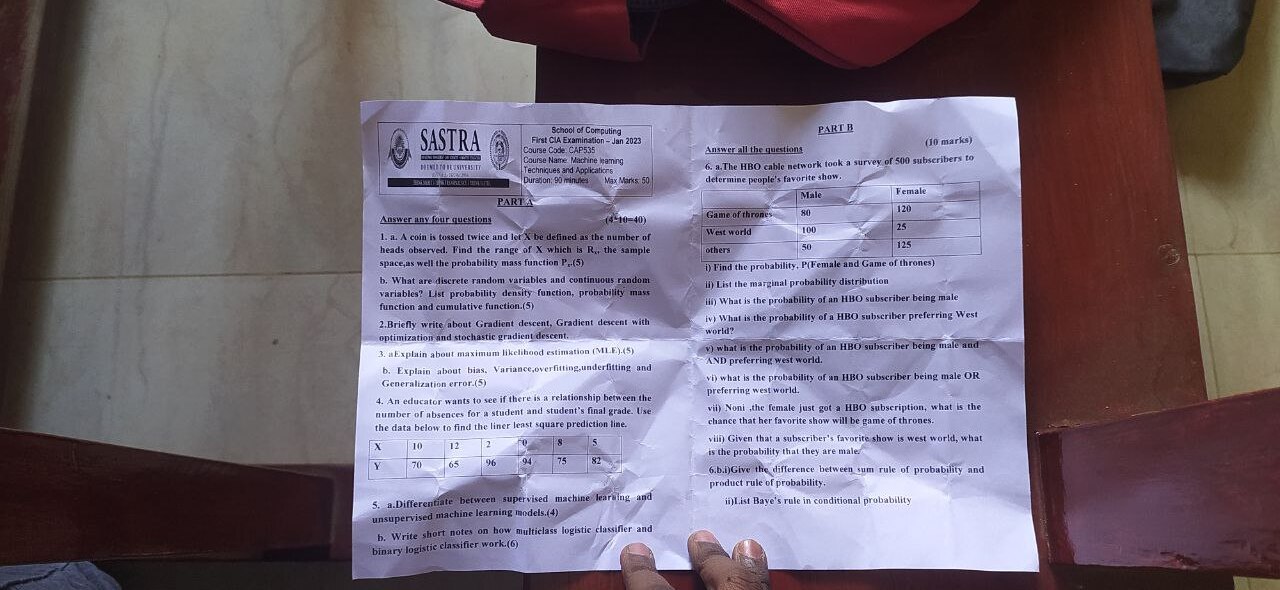 SASTRA
DEEMED TO BE UNIVERSITY
School of Computing
First CIA Examination – Jan 2023
Course Code: CAP535
Course Name: Machine learning
Techniques and Applications
Duration: 90 minutes Max Marks: 50
PART A
Answer any four questions (4*10=40)
1. a. A coin is tossed twice and let X be defined as the number of
heads observed. Find the range of X which is Rₓ, the sample
space,as well the probability mass function Pₓ.(5)
b. What are discrete random variables and continuous random
variables? List probability density function, probability mass
function and cumulative function.(5)
2.Briefly write about Gradient descent, Gradient descent with
optimization and stochastic gradient descent.
3. aExplain about maximum likelihood estimation (MLE).(5)
b. Explain about bias, Variance,overfitting,underfitting and
Generalization error.(5)
4. An educator wants to see if there is a relationship between the
number of absences for a student and student's final grade. Use
the data below to find the liner least square prediction line.
X 10 12 2 0 8 5
Y 70 65 96 94 75 82
5. a.Differentiate between supervised machine learning and
unsupervised machine learning models.(4)
b. Write short notes on how multiclass logistic classifier and
binary logistic classifier work.(6)
PART B
Answer all the questions (10 marks)
6. a.The HBO cable network took a survey of 500 subscribers to
determine people's favorite show.
Male Female
Game of thrones 80 120
West world 100 25
others 50 125
i) Find the probability, P(Female and Game of thrones)
ii) List the marginal probability distribution
iii) What is the probability of an HBO subscriber being male
iv) What is the probability of a HBO subscriber preferring West
world?
v) what is the probability of an HBO subscriber being male and
AND preferring west world.
vi) what is the probability of an HBO subscriber being male OR
preferring west world.
vii) Noni ,the female just got a HBO subscription, what is the
chance that her favorite show will be game of thrones.
viii) Given that a subscriber's favorite show is west world, what
is the probability that they are male.
6.b.i)Give the difference between sum rule of probability and
product rule of probability.
ii)List Baye's rule in conditional probability